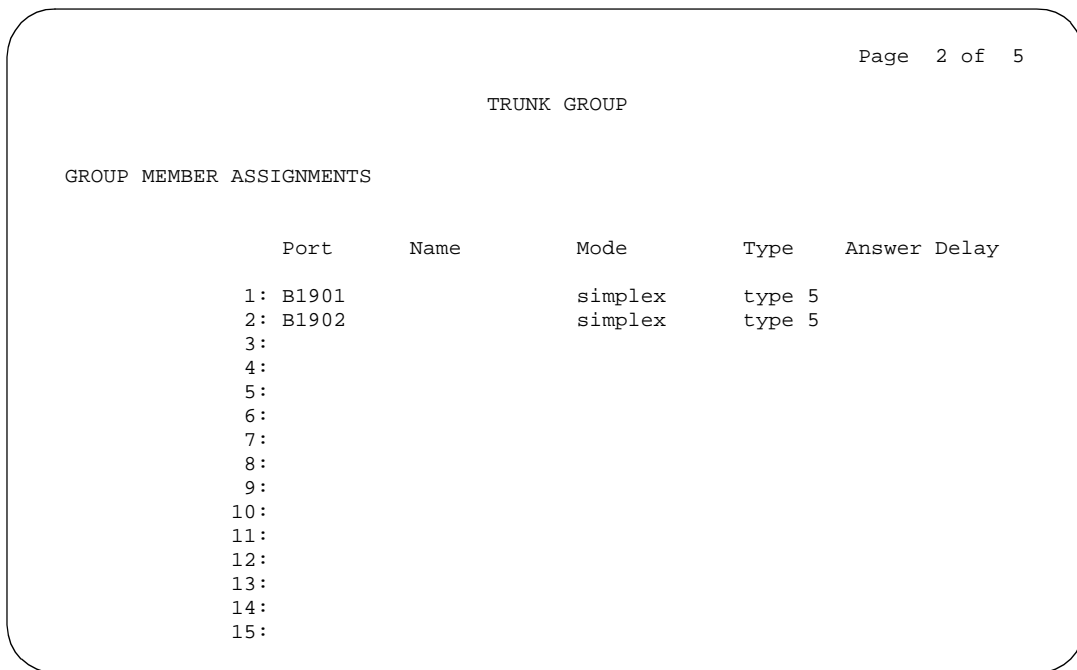 Page 2 of 5
TRUNK GROUP
GROUP MEMBER ASSIGNMENTS
Port Name Mode Type Answer Delay
1: B1901 simplex type 5
2: B1902 simplex type 5
3:
4:
5:
6:
7:
8:
9:
10:
11:
12:
13:
14:
15: